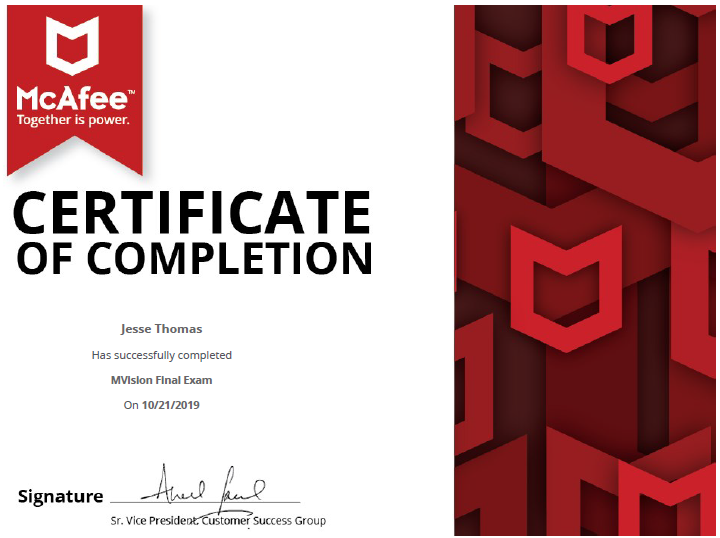 McAfee™
Together is power.
CERTIFICATE
OF COMPLETION
Jesse Thomas
Has successfully completed
MVision Final Exam
On 10/21/2019
Signature
Sr. Vice President, Customer Success Group